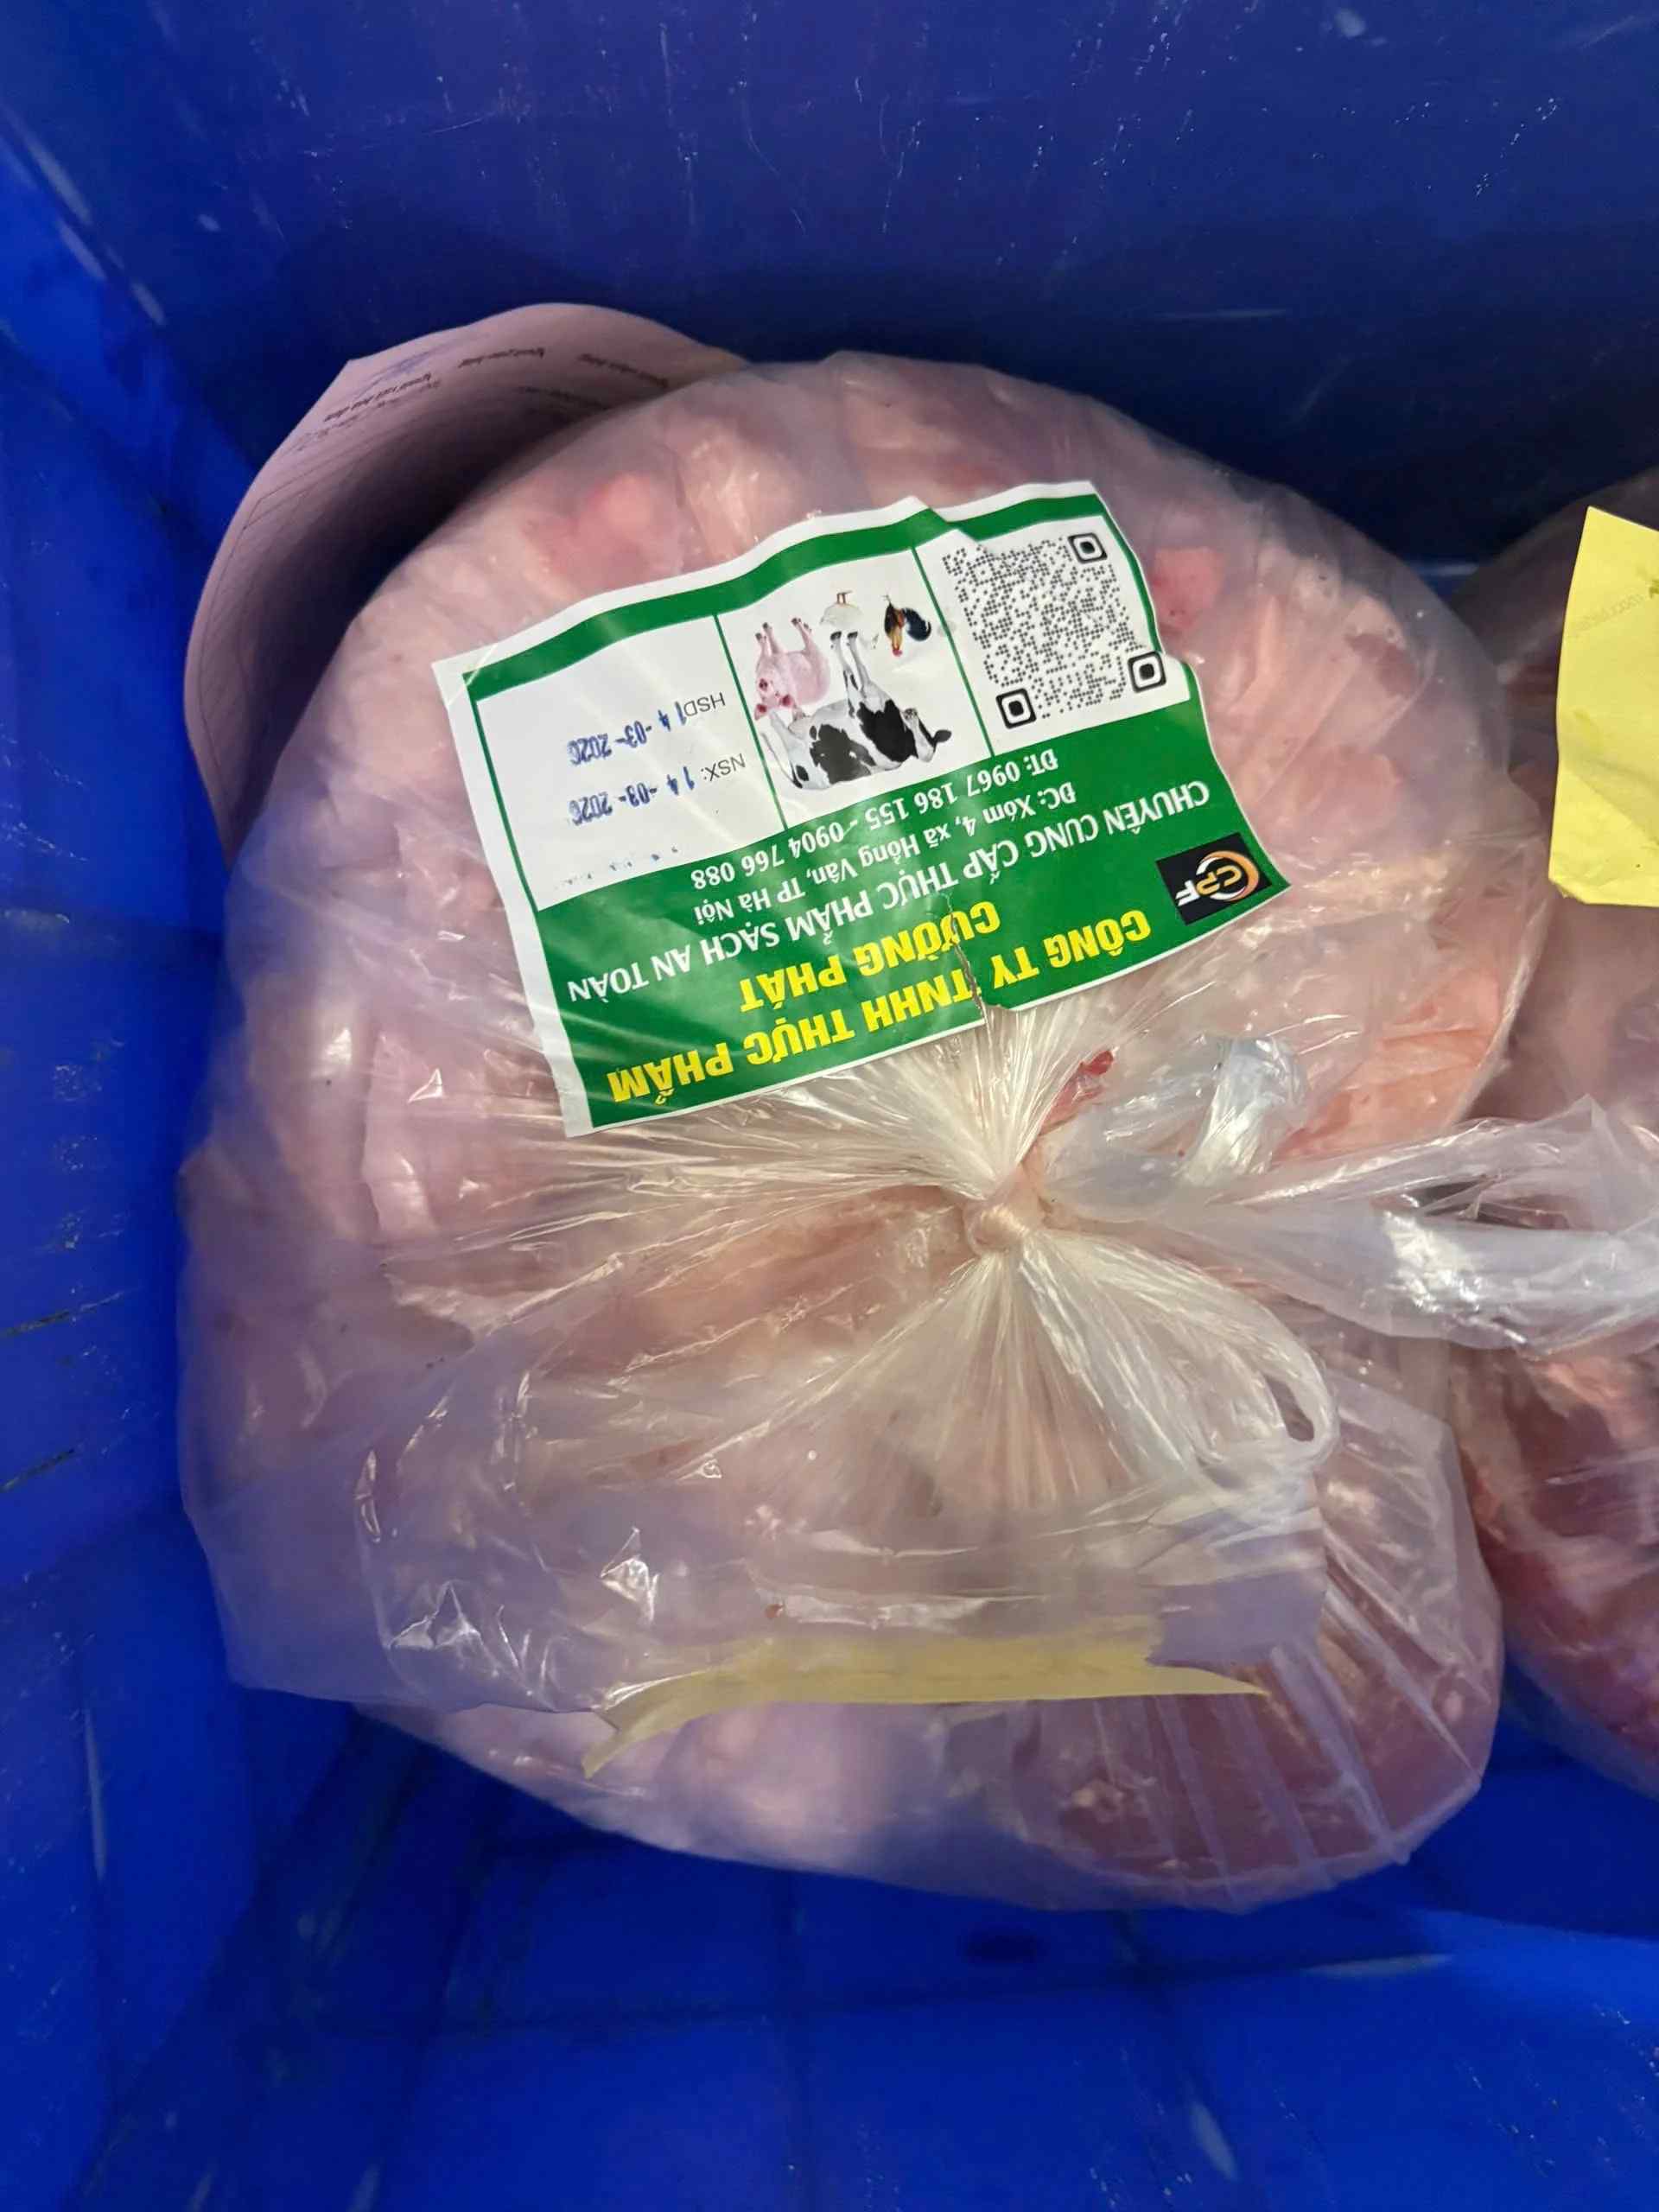 CÔNG TY TNHH THỰC PHẨM
CƯỜNG PHÁT
CPF
CHUYÊN CUNG CẤP THỰC PHẨM SẠCH AN TOÀN
ĐC: Xóm 4, xã Hồng Vân, TP Hà Nội
ĐT: 0967 186 155 - 0904 766 088
NSX: 14-03-2026
HSD14-03-2026